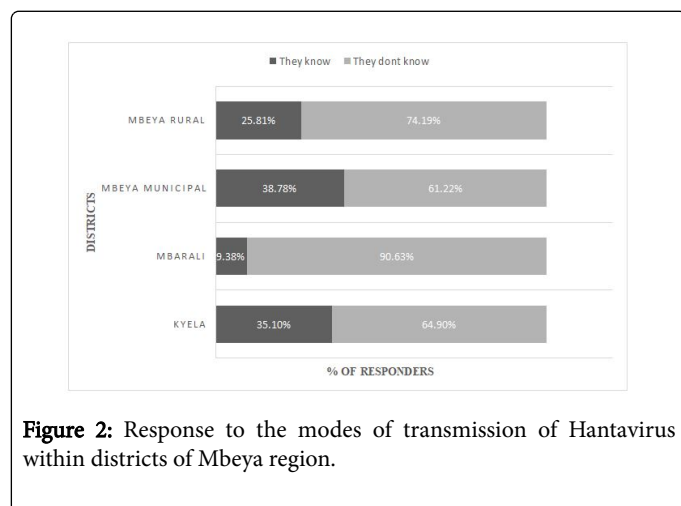 They know They dont know
MBEYA RURAL 25.81% 74.19%
MBEYA MUNICIPAL 38.78% 61.22%
DISTRICTS
MBARALI 9.38% 90.63%
KYELA 35.10% 64.90%
% OF RESPONDERS
Figure 2: Response to the modes of transmission of Hantavirus
within districts of Mbeya region.